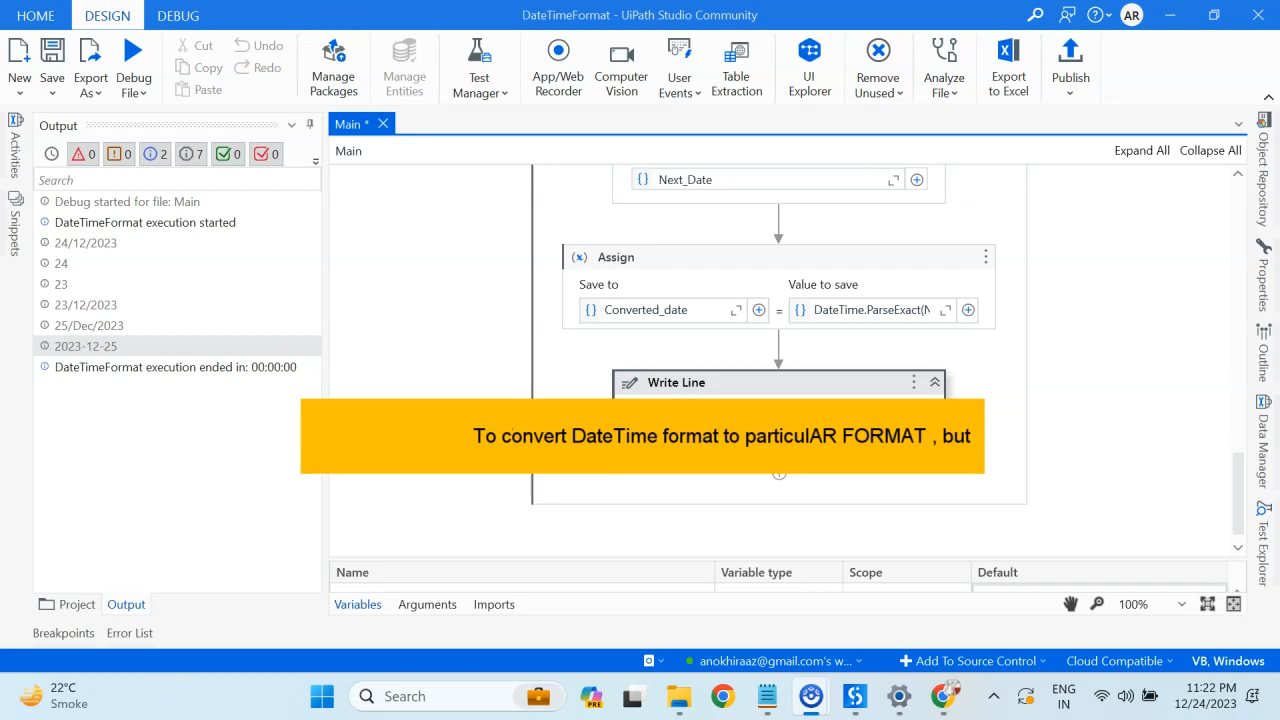 HOME
DESIGN
DEBUG
DateTimeFormat - UiPath Studio Community
AR
New
Save
Export As
Debug File
Cut
Copy
Paste
Undo
Redo
Manage Packages
Manage Entities
Test Manager
App/Web Recorder
Computer Vision
User Events
Table Extraction
UI Explorer
Remove Unused
Analyze File
Export to Excel
Publish
Activities
Snippets
Output
0
0
2
7
0
0
Search
Debug started for file: Main
DateTimeFormat execution started
24/12/2023
24
23
23/12/2023
25/Dec/2023
2023-12-25
DateTimeFormat execution ended in: 00:00:00
Main *
Main
Expand All
Collapse All
Next_Date
Assign
Save to
Value to save
Converted_date
=
DateTime.ParseExact(N
Write Line
To convert DateTime format to particulAR FORMAT , but
Name
Variable type
Scope
Default
Variables
Arguments
Imports
100%
Project
Output
Breakpoints
Error List
Object Repository
Properties
Outline
Data Manager
Test Explorer
anokhiraaz@gmail.com's w...
Add To Source Control
Cloud Compatible
VB, Windows
22°C
Smoke
Search
PRE
ENG
IN
11:22 PM
12/24/2023